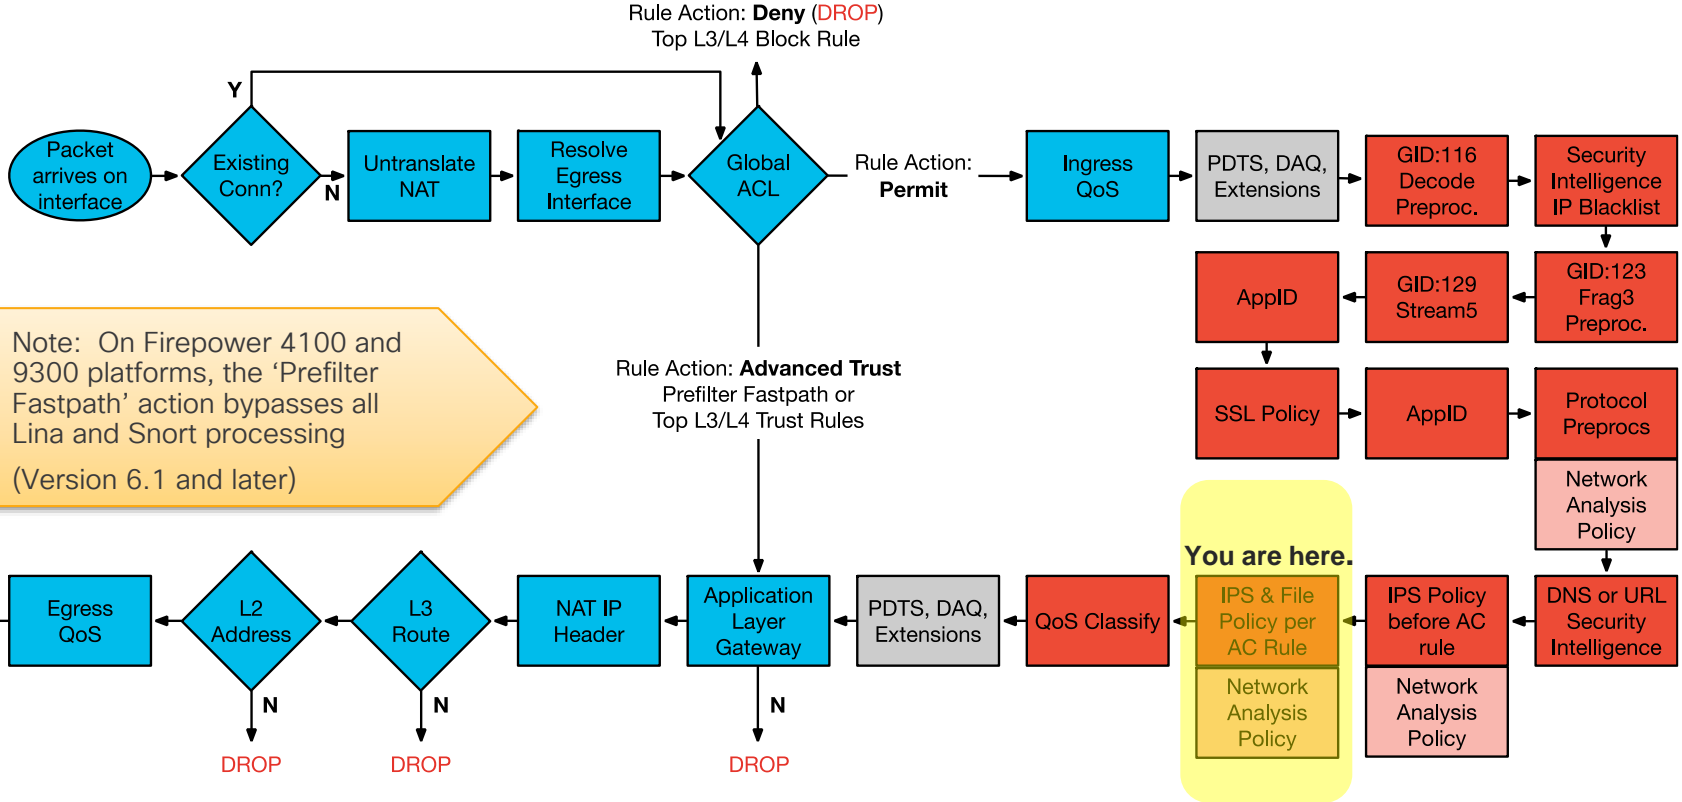 Rule Action: Deny (DROP)
Top L3/L4 Block Rule
Y
Packet
arrives on
interface
Existing
Conn?
N
Untranslate
NAT
Resolve
Egress
Interface
Global
ACL
Rule Action:
Permit
Ingress
QoS
PDTS, DAQ,
Extensions
GID:116
Decode
Preproc.
Security
Intelligence
IP Blacklist
AppID
GID:129
Stream5
GID:123
Frag3
Preproc.
Note: On Firepower 4100 and
9300 platforms, the ‘Prefilter
Fastpath’ action bypasses all
Lina and Snort processing
(Version 6.1 and later)
Rule Action: Advanced Trust
Prefilter Fastpath or
Top L3/L4 Trust Rules
SSL Policy
AppID
Protocol
Preprocs
Network
Analysis
Policy
You are here.
Egress
QoS
L2
Address
L3
Route
NAT IP
Header
Application
Layer
Gateway
PDTS, DAQ,
Extensions
QoS Classify
IPS & File
Policy per
AC Rule
Network
Analysis
Policy
IPS Policy
before AC
rule
Network
Analysis
Policy
DNS or URL
Security
Intelligence
N
N
N
DROP
DROP
DROP